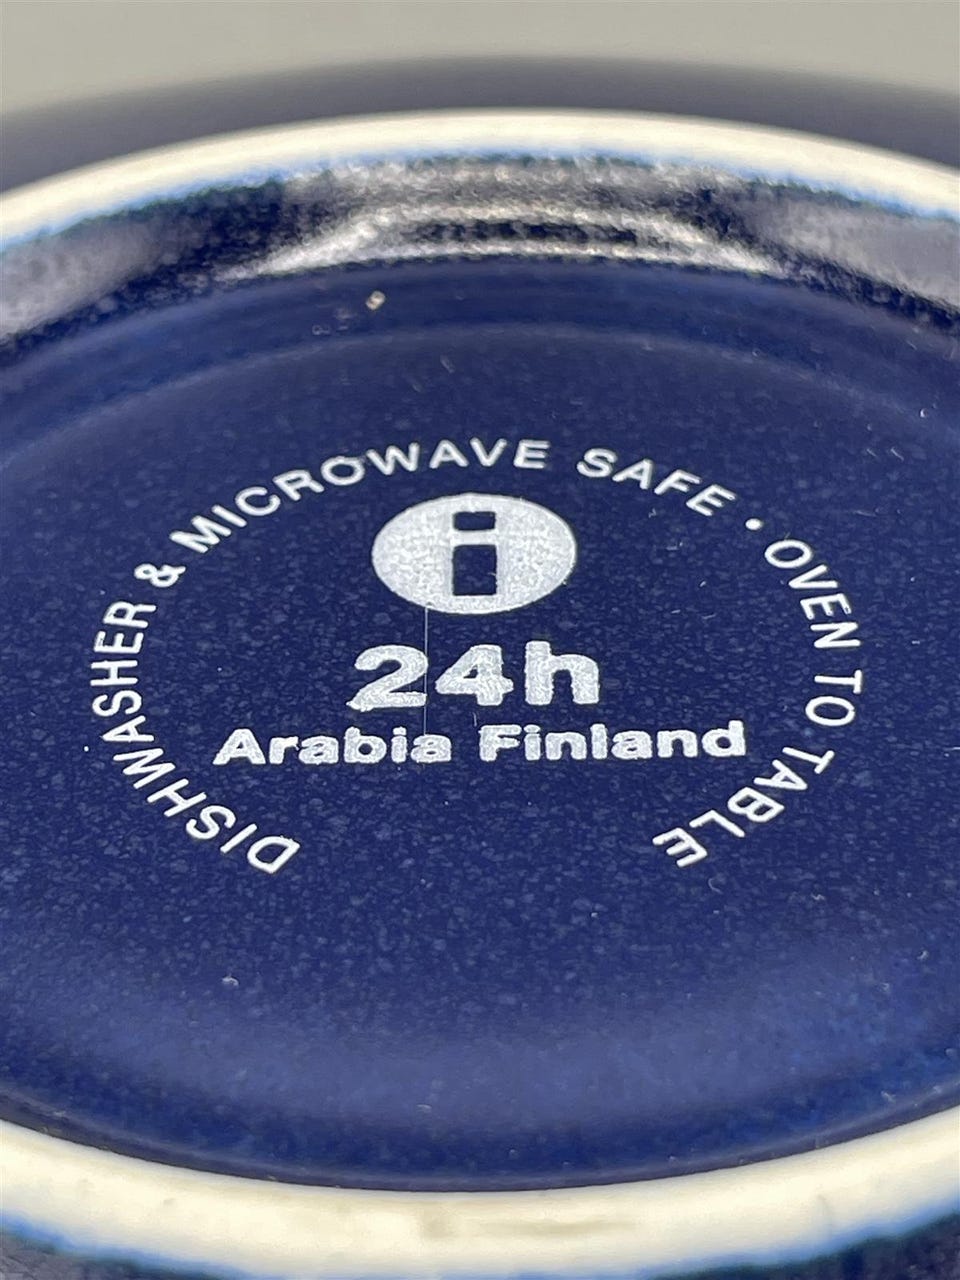 DISHWASHER & MICROWAVE SAFE • OVEN TO TABLE
i
24h
Arabia Finland